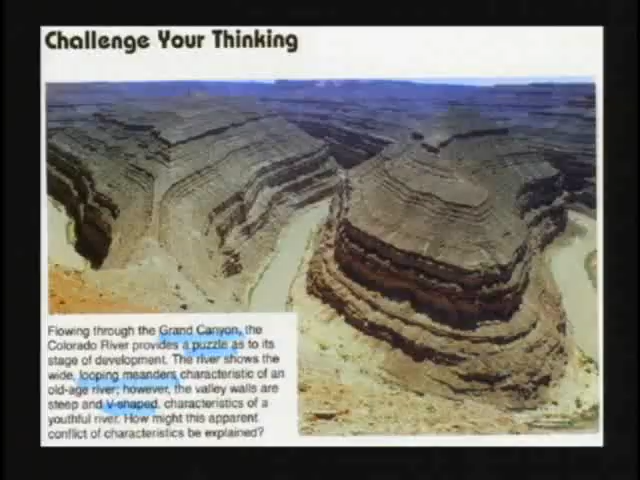 Challenge Your Thinking
Flowing through the Grand Canyon, the
Colorado River provides a puzzle as to its
stage of development. The river shows the
wide, looping meanders characteristic of an
old-age river; however, the valley walls are
steep and V-shaped, characteristics of a
youthful river. How might this apparent
conflict of characteristics be explained?